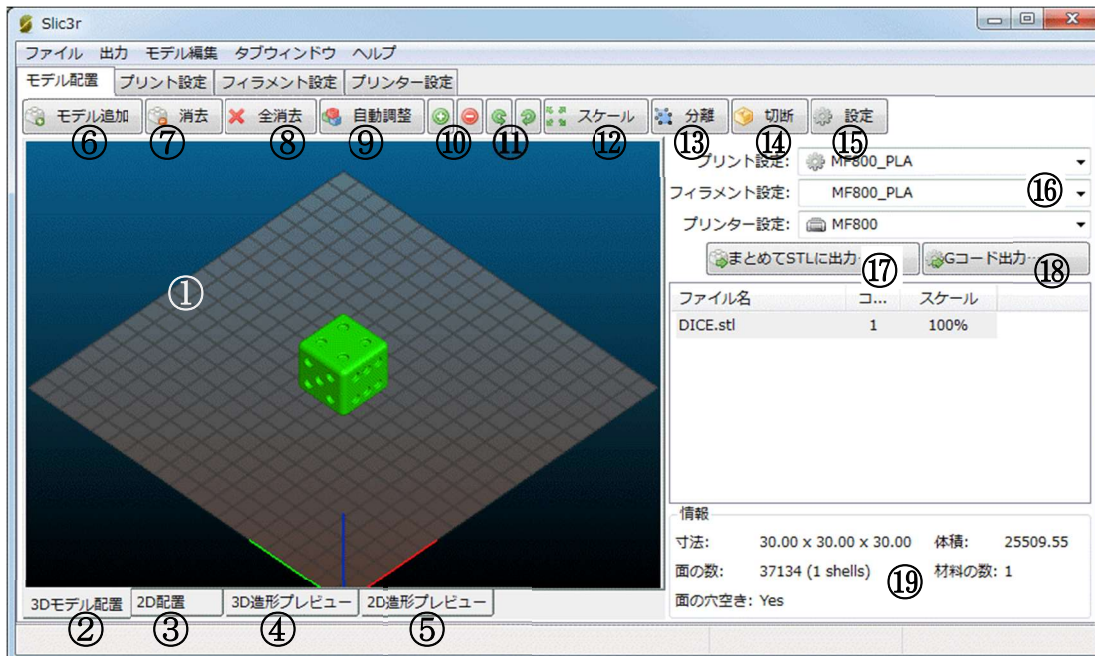 Slic3r
ファイル 出力 モデル編集 タブウィンドウ ヘルプ
モデル配置 プリント設定 フィラメント設定 プリンター設定
モデル追加 消去 全消去 自動調整 スケール 分離 切断 設定
⑥ ⑦ ⑧ ⑨ ⑩ ⑪ ⑫ ⑬ ⑭ ⑮
プリント設定: MF800_PLA
フィラメント設定: MF800_PLA ⑯
プリンター設定: MF800
まとめてSTLに出力… ⑰ Gコード出力… ⑱
①
ファイル名 コ... スケール
DICE.stl 1 100%
情報
寸法: 30.00 x 30.00 x 30.00 体積: 25509.55
面の数: 37134 (1 shells) ⑲ 材料の数: 1
面の穴空き: Yes
3Dモデル配置 2D配置 3D造形プレビュー 2D造形プレビュー
② ③ ④ ⑤